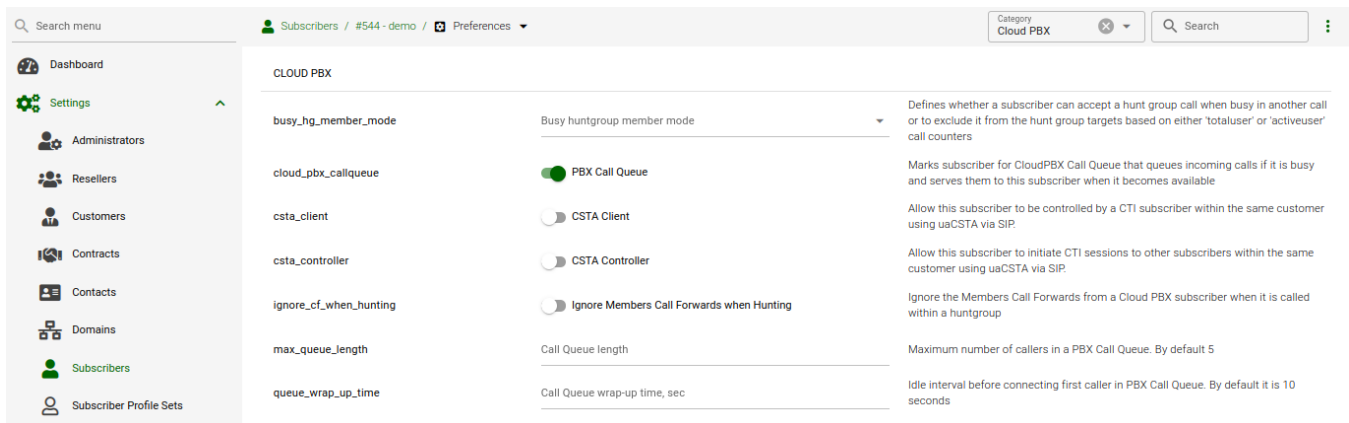 Search menu
Subscribers / #544 - demo / Preferences
Category
Cloud PBX
Search
Dashboard
Settings
Administrators
Resellers
Customers
Contracts
Contacts
Domains
Subscribers
Subscriber Profile Sets
CLOUD PBX
busy_hg_member_mode
Busy huntgroup member mode
Defines whether a subscriber can accept a hunt group call when busy in another call
or to exclude it from the hunt group targets based on either 'totaluser' or 'activeuser'
call counters
cloud_pbx_callqueue
PBX Call Queue
Marks subscriber for CloudPBX Call Queue that queues incoming calls if it is busy
and serves them to this subscriber when it becomes available
csta_client
CSTA Client
Allow this subscriber to be controlled by a CTI subscriber within the same customer
using uaCSTA via SIP.
csta_controller
CSTA Controller
Allow this subscriber to initiate CTI sessions to other subscribers within the same
customer using uaCSTA via SIP.
ignore_cf_when_hunting
Ignore Members Call Forwards when Hunting
Ignore the Members Call Forwards from a Cloud PBX subscriber when it is called
within a huntgroup
max_queue_length
Call Queue length
Maximum number of callers in a PBX Call Queue. By default 5
queue_wrap_up_time
Call Queue wrap-up time, sec
Idle interval before connecting first caller in PBX Call Queue. By default it is 10
seconds